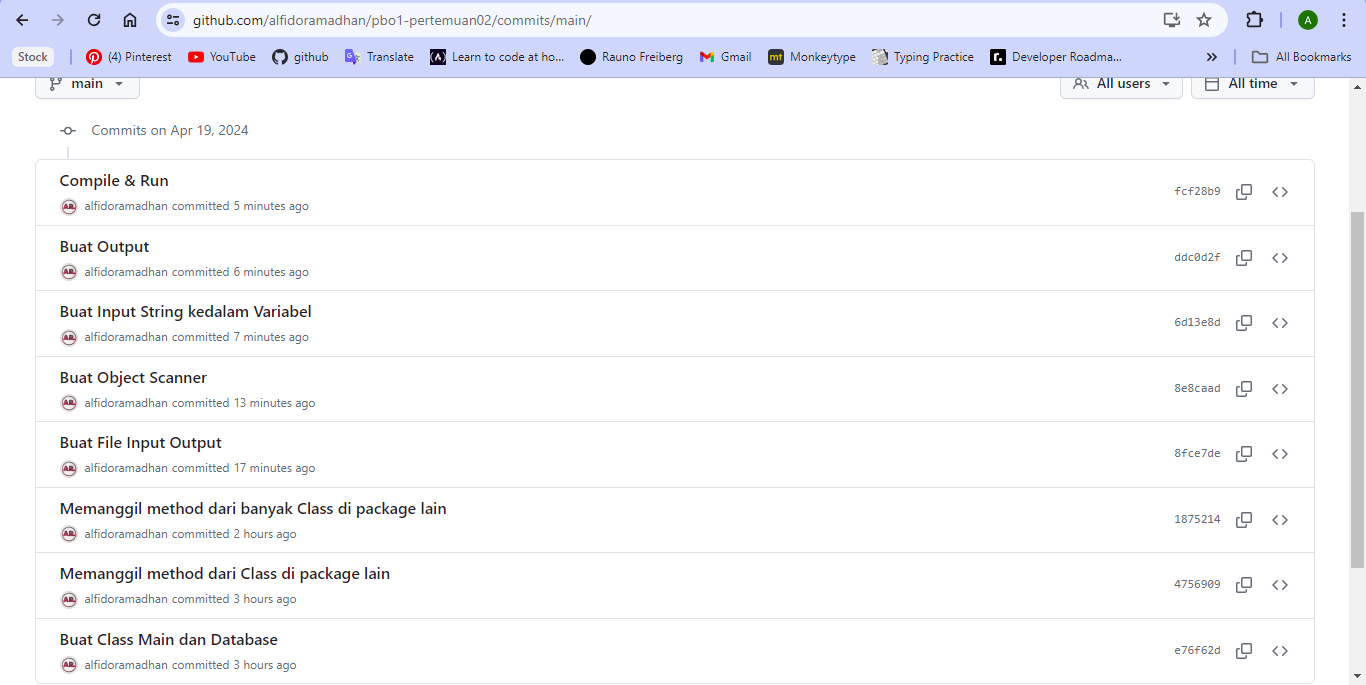 github.com/alfidoramadhan/pbo1-pertemuan02/commits/main/
A
Stock (4) Pinterest YouTube github Translate Learn to code at ho... Rauno Freiberg Gmail mt Monkeytype Typing Practice r. Developer Roadma... » All Bookmarks
main All users All time
Commits on Apr 19, 2024
Compile & Run
alfidoramadhan committed 5 minutes ago
fcf28b9
Buat Output
alfidoramadhan committed 6 minutes ago
ddc0d2f
Buat Input String kedalam Variabel
alfidoramadhan committed 7 minutes ago
6d13e8d
Buat Object Scanner
alfidoramadhan committed 13 minutes ago
8e8caad
Buat File Input Output
alfidoramadhan committed 17 minutes ago
8fce7de
Memanggil method dari banyak Class di package lain
alfidoramadhan committed 2 hours ago
1875214
Memanggil method dari Class di package lain
alfidoramadhan committed 3 hours ago
4756909
Buat Class Main dan Database
alfidoramadhan committed 3 hours ago
e76f62d